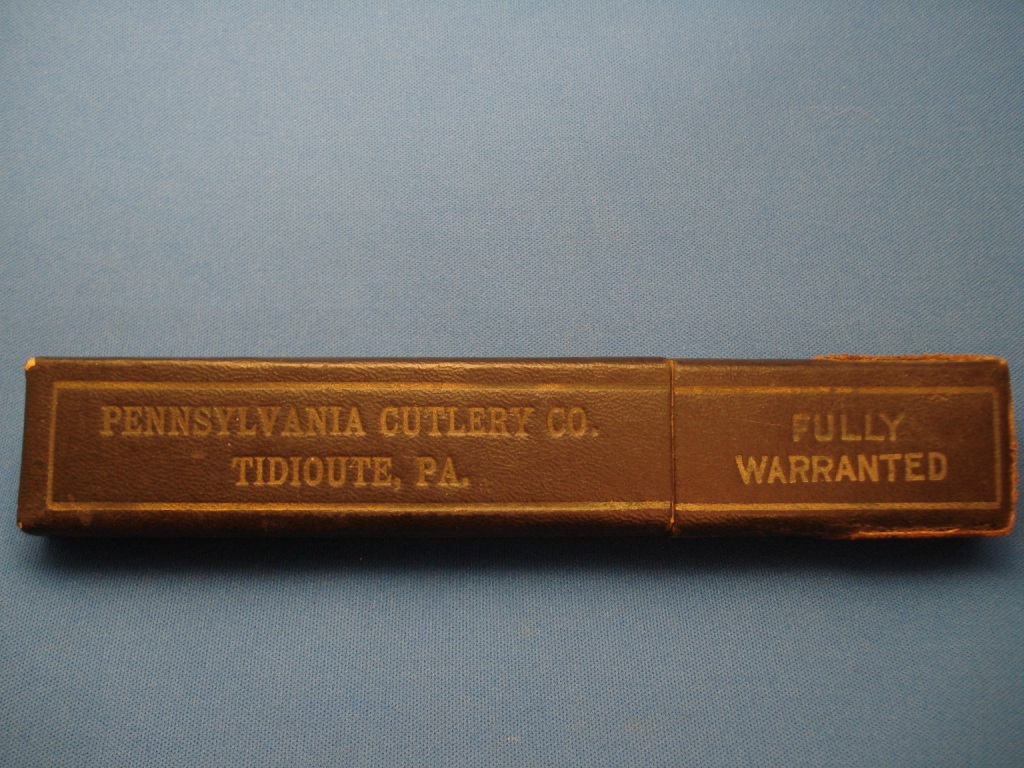 PENNSYLVANIA CUTLERY CO.
TIDIOUTE, PA.
FULLY
WARRANTED